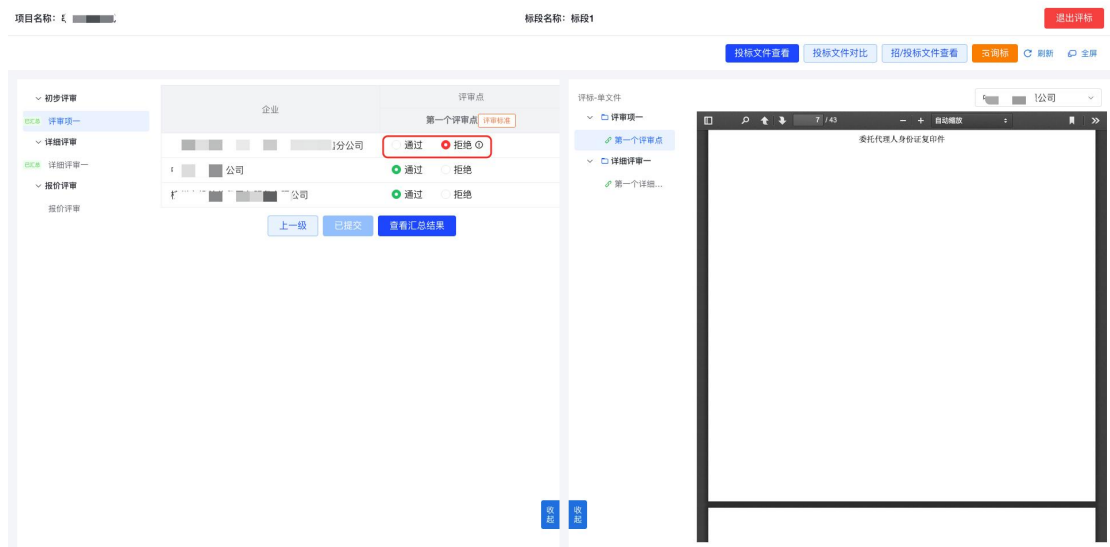 项目名称：
标段名称：标段1
退出评标
投标文件查看 投标文件对比 招/投标文件查看 询标 刷新 全屏
初步评审
评审项一
详细评审
详细评审一
报价评审
报价评审
企业
评审点
第一个评审点 评审标准
分公司 通过 拒绝
公司 通过 拒绝
公司 通过 拒绝
上一级 已提交 查看汇总结果
收起
评标-单文件
公司
评审项一
第一个评审点
详细评审一
第一个详细...
7 / 43
自动缩放
委托代理人身份证复印件
收起